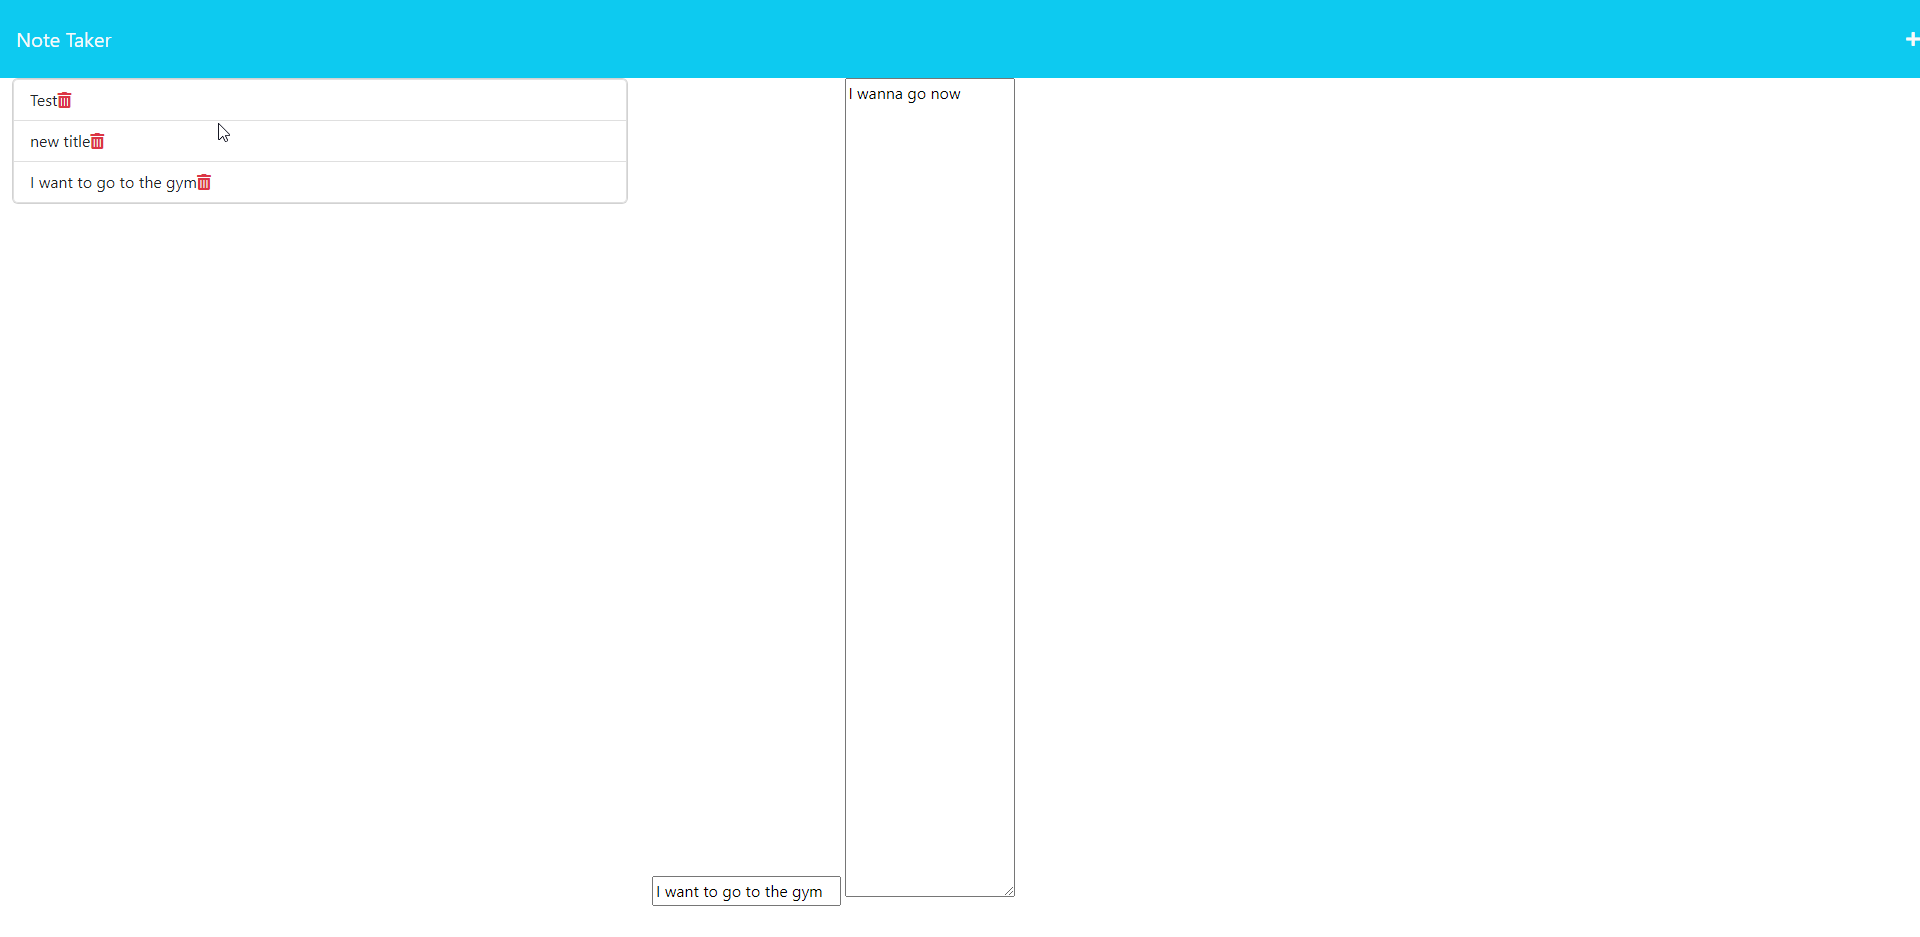 Note Taker
Test
new title
I want to go to the gym
I wanna go now
I want to go to the gym